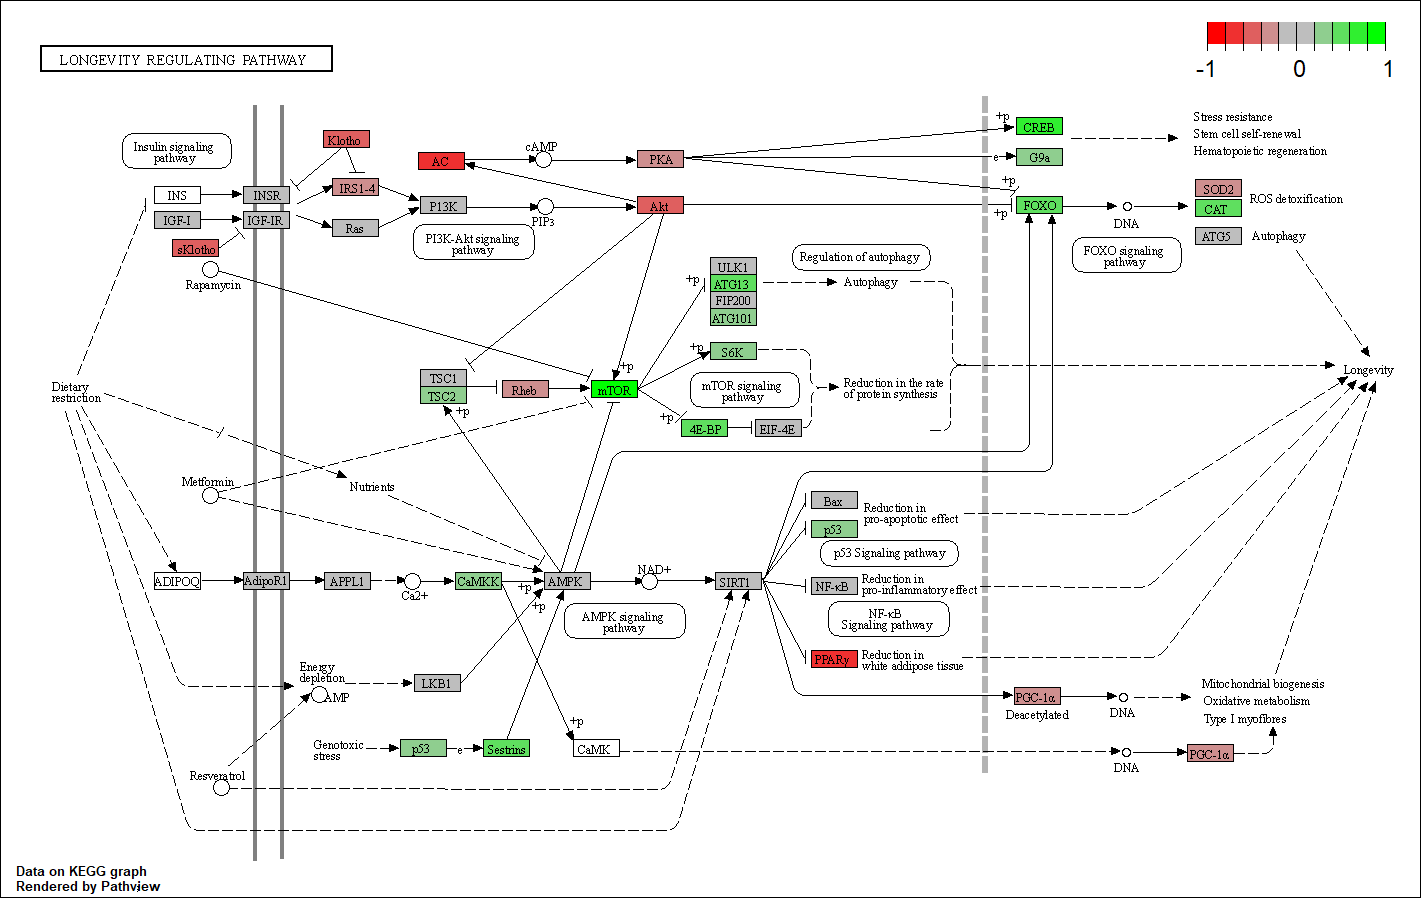 LONGEVITY REGULATING PATHWAY
-1
0
1
Insulin signaling
pathway
Klotho
AC
cAMP
PKA
+p
CREB
e
G9a
Stress resistance
Stem cell self-renewal
Hematopoietic regeneration
INS
INSR
IRS1-4
P13K
PIP3
Akt
+p
+p
FOXO
DNA
SOD2
CAT
ROS detoxification
IGF-I
IGF-IR
Ras
PI3K-Akt signaling
pathway
ATG5
Autophagy
FOXO signaling
pathway
sKlotho
Rapamycin
+p
ULK1
ATG13
FIP200
ATG101
Regulation of autophagy
Autophagy
+p
S6K
TSC1
TSC2
+p
Rheb
+p
mTOR
mTOR signaling
pathway
Reduction in the rate
of protein synthesis
+p
4E-BP
EIF-4E
Longevity
Dietary
restriction
Metformin
Nutrients
Bax
p53
Reduction in
pro-apoptotic effect
p53 Signaling pathway
ADIPOQ
AdipoR1
APPL1
Ca2+
CaMKK
+p
+p
AMPK
NAD+
SIRT1
NF-κB
Reduction in
pro-inflammatory effect
AMPK signaling
pathway
NF-κB
Signaling pathway
PPARγ
Reduction in
white addipose tissue
Energy
depletion
AMP
LKB1
PGC-1α
Deacetylated
DNA
Mitochondrial biogenesis
Oxidative metabolism
Type I myofibres
Genotoxic
stress
p53
e
Sestrins
+p
CaMK
DNA
PGC-1α
Resveratrol
Data on KEGG graph
Rendered by Pathview